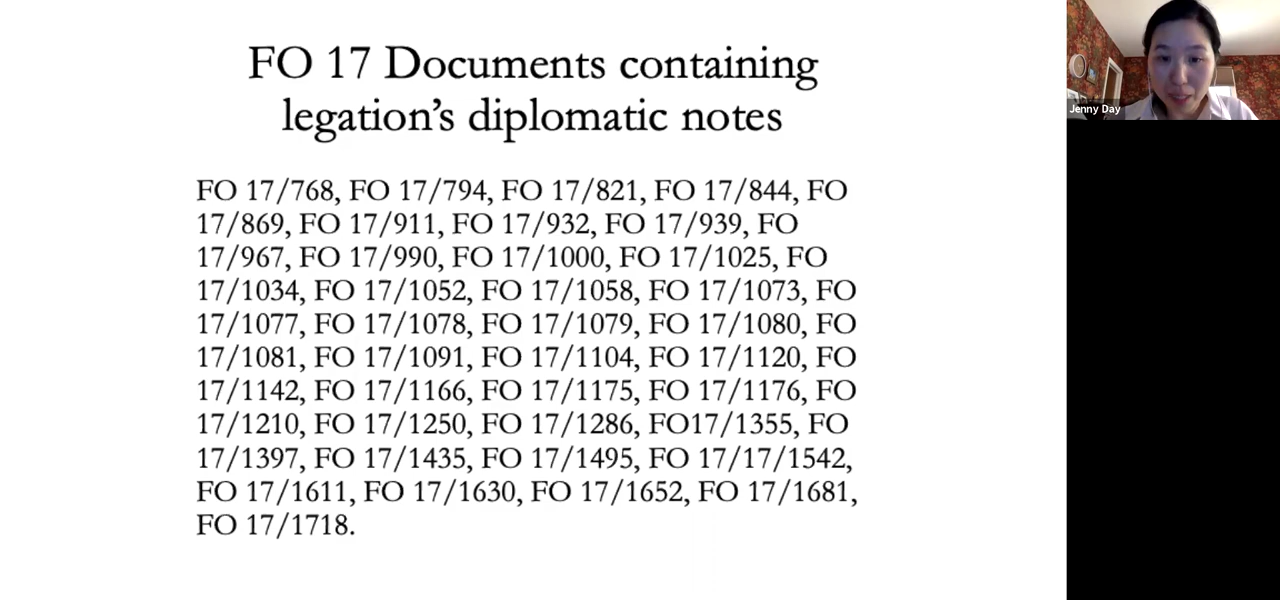 FO 17 Documents containing
legation’s diplomatic notes
FO 17/768, FO 17/794, FO 17/821, FO 17/844, FO
17/869, FO 17/911, FO 17/932, FO 17/939, FO
17/967, FO 17/990, FO 17/1000, FO 17/1025, FO
17/1034, FO 17/1052, FO 17/1058, FO 17/1073, FO
17/1077, FO 17/1078, FO 17/1079, FO 17/1080, FO
17/1081, FO 17/1091, FO 17/1104, FO 17/1120, FO
17/1142, FO 17/1166, FO 17/1175, FO 17/1176, FO
17/1210, FO 17/1250, FO 17/1286, FO17/1355, FO
17/1397, FO 17/1435, FO 17/1495, FO 17/17/1542,
FO 17/1611, FO 17/1630, FO 17/1652, FO 17/1681,
FO 17/1718.
Jenny Day